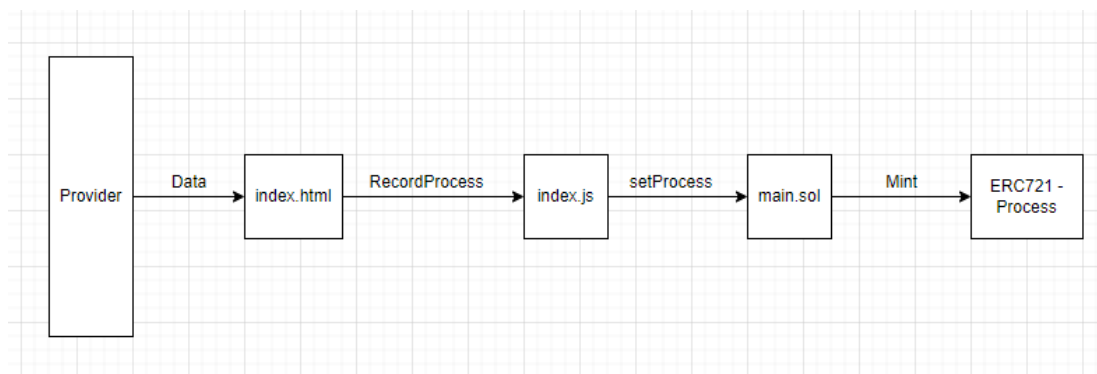 Provider
Data
index.html
RecordProcess
index.js
setProcess
main.sol
Mint
ERC721 -
Process